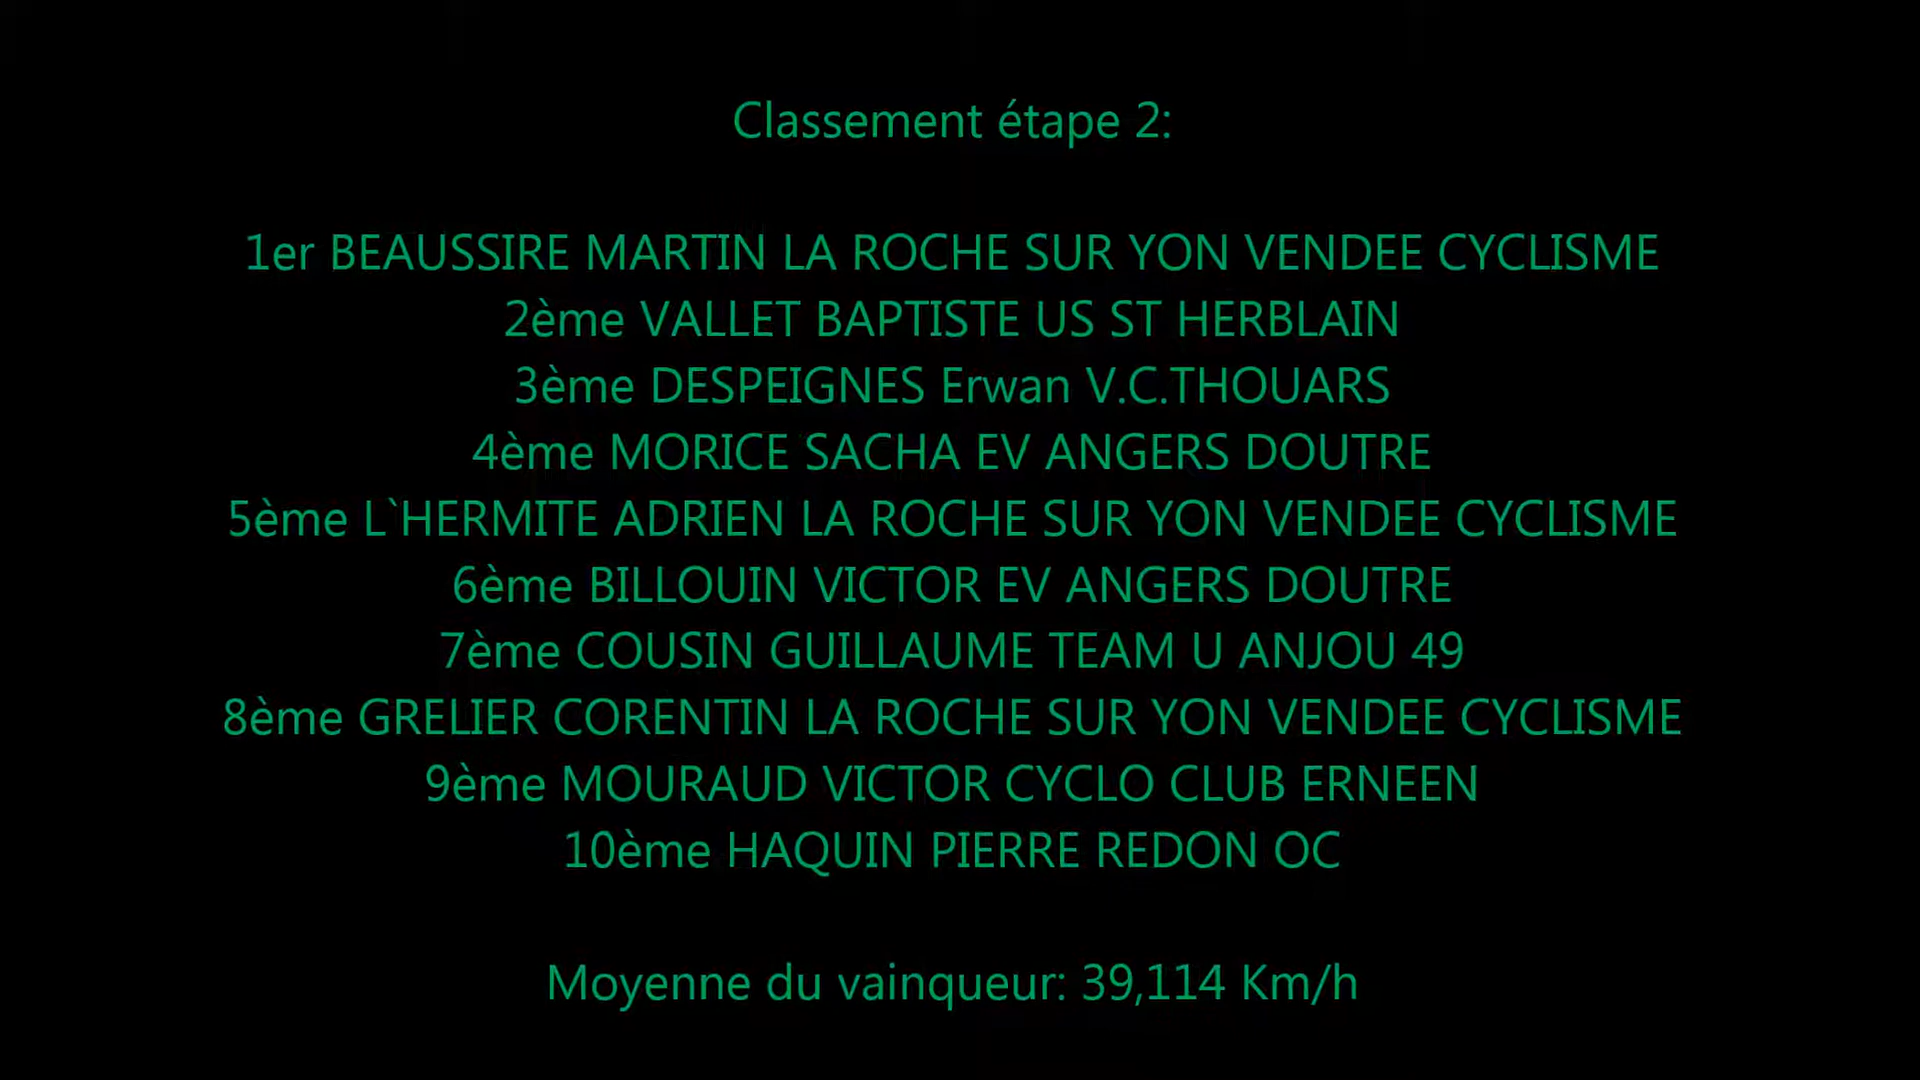 Classement étape 2:
1er BEAUSSIRE MARTIN LA ROCHE SUR YON VENDEE CYCLISME
2ème VALLET BAPTISTE US ST HERBLAIN
3ème DESPEIGNES Erwan V.C.THOUARS
4ème MORICE SACHA EV ANGERS DOUTRE
5ème L`HERMITE ADRIEN LA ROCHE SUR YON VENDEE CYCLISME
6ème BILLOUIN VICTOR EV ANGERS DOUTRE
7ème COUSIN GUILLAUME TEAM U ANJOU 49
8ème GRELIER CORENTIN LA ROCHE SUR YON VENDEE CYCLISME
9ème MOURAUD VICTOR CYCLO CLUB ERNEEN
10ème HAQUIN PIERRE REDON OC
Moyenne du vainqueur: 39,114 Km/h